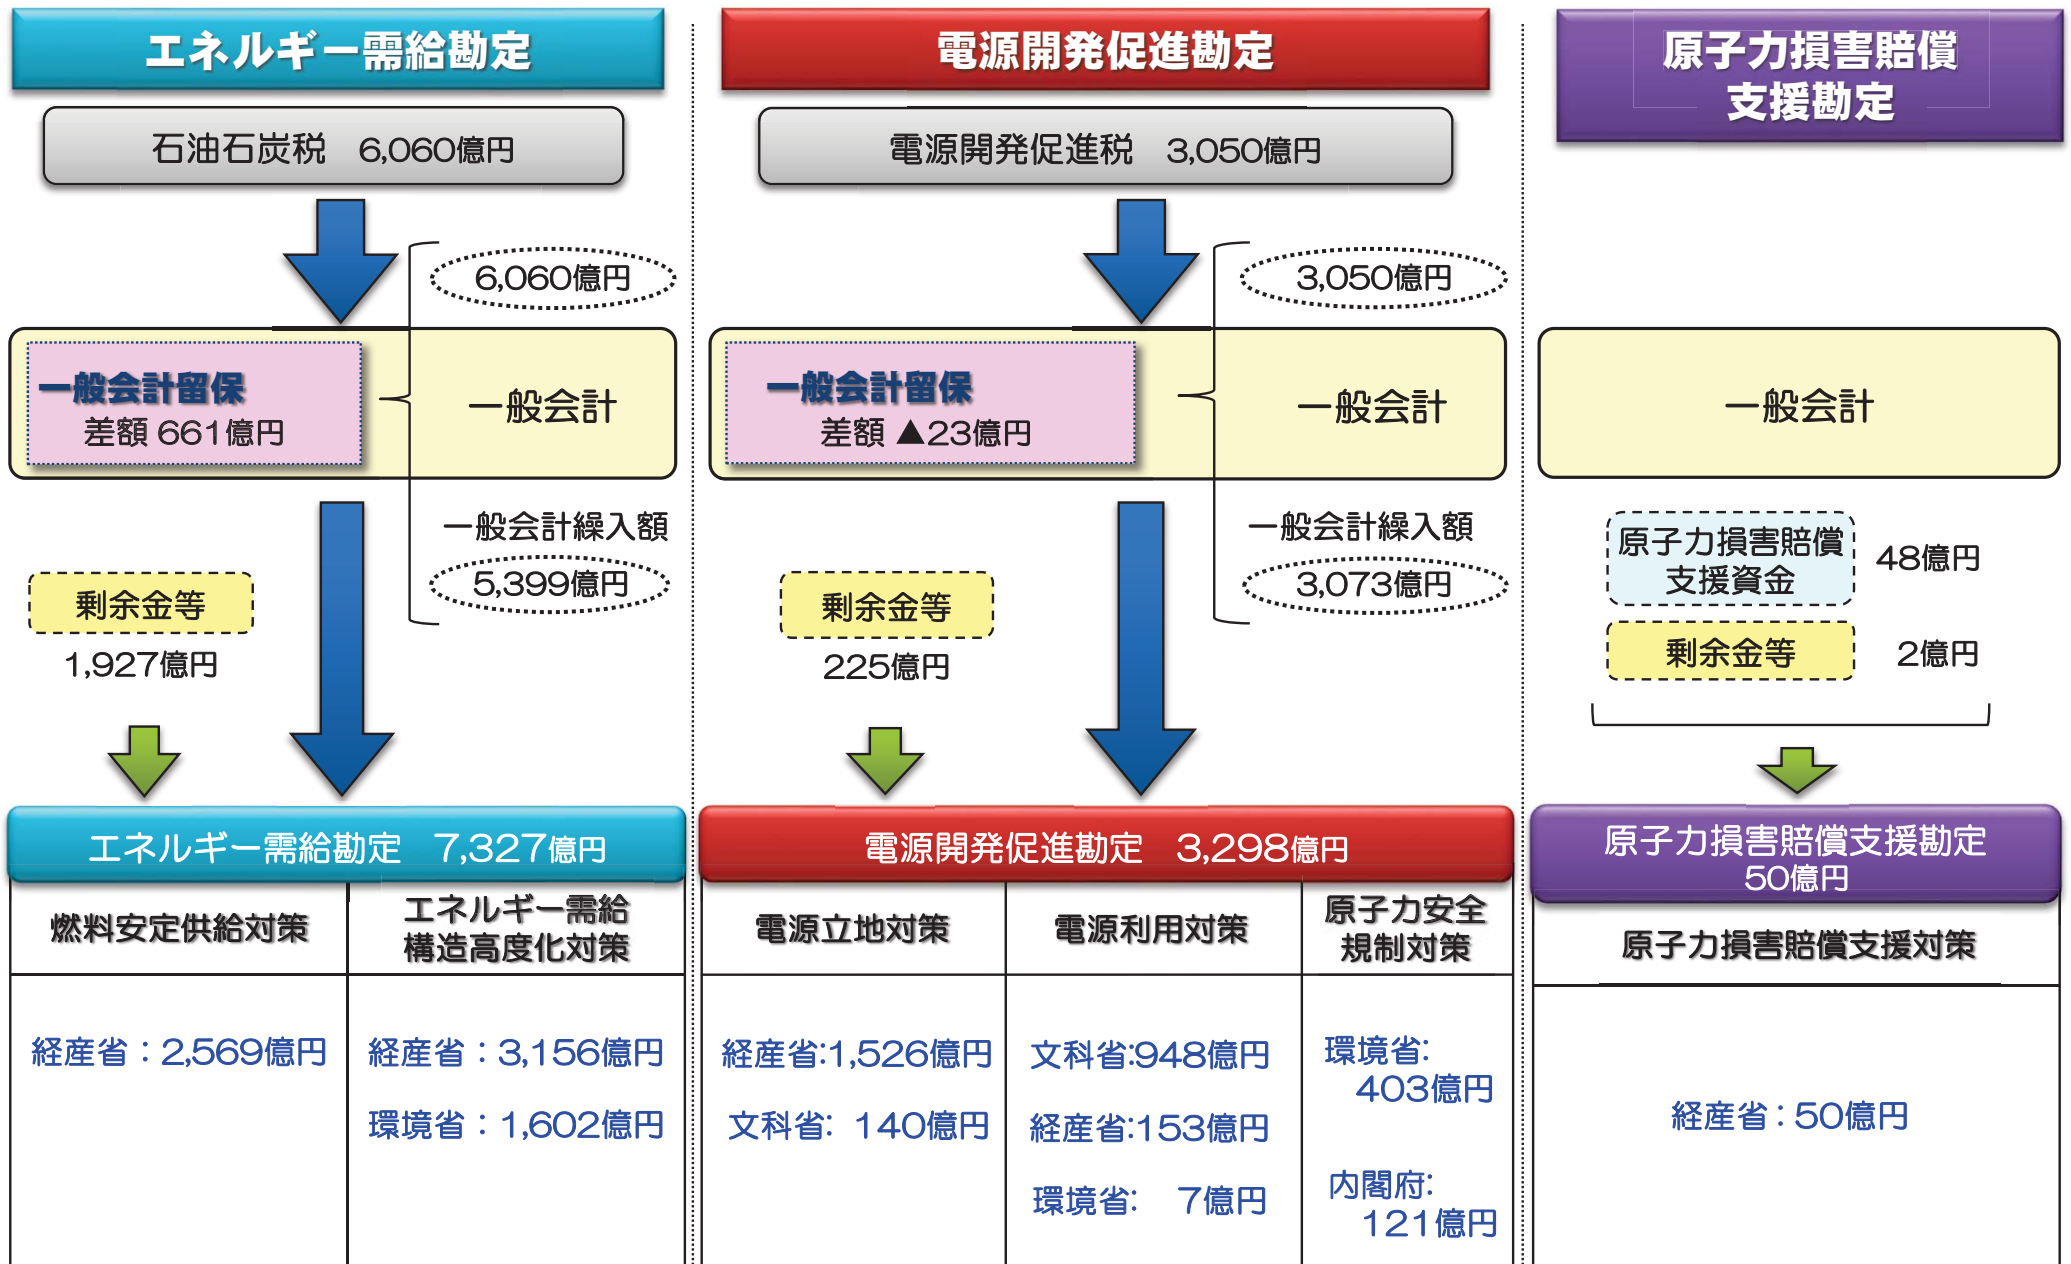 エネルギー需給勘定
石油石炭税　6,060億円
6,060億円
一般会計留保
差額 661億円
一般会計
一般会計繰入額
5,399億円
剰余金等
1,927億円
エネルギー需給勘定　7,327億円
燃料安定供給対策
エネルギー需給
構造高度化対策
経産省：2,569億円
経産省：3,156億円
環境省：1,602億円
電源開発促進勘定
電源開発促進税　3,050億円
3,050億円
一般会計留保
差額 ▲23億円
一般会計
一般会計繰入額
3,073億円
剰余金等
225億円
電源開発促進勘定　3,298億円
電源立地対策
電源利用対策
原子力安全
規制対策
経産省:1,526億円
文科省:　140億円
文科省:948億円
経産省:153億円
環境省:　7億円
環境省:
403億円
内閣府:
121億円
原子力損害賠償
支援勘定
一般会計
原子力損害賠償
支援資金
48億円
剰余金等
2億円
原子力損害賠償支援勘定
50億円
原子力損害賠償支援対策
経産省：50億円